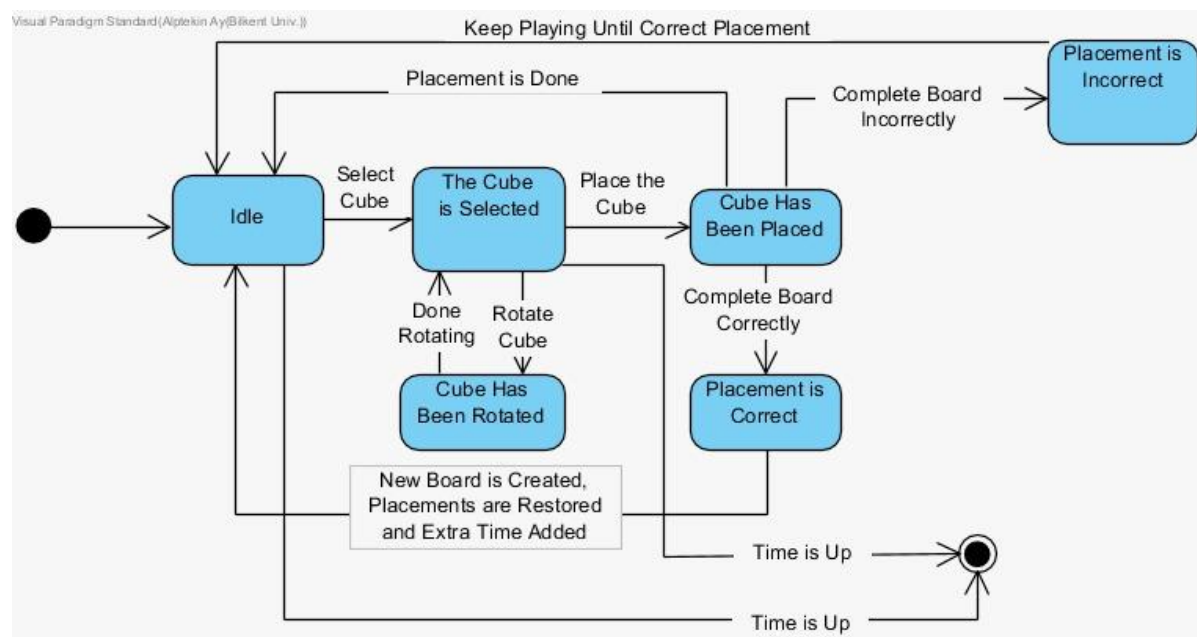 Visual Paradigm Standard(Alptekin Ay(Bilkent Univ.))
Keep Playing Until Correct Placement
Placement is
Incorrect
Placement is Done
Complete Board
Incorrectly
Select
Cube
The Cube
is Selected
Place the
Cube
Idle
Cube Has
Been Placed
Complete Board
Correctly
Done
Rotating
Rotate
Cube
Cube Has
Been Rotated
Placement is
Correct
New Board is Created,
Placements are Restored
and Extra Time Added
Time is Up
Time is Up